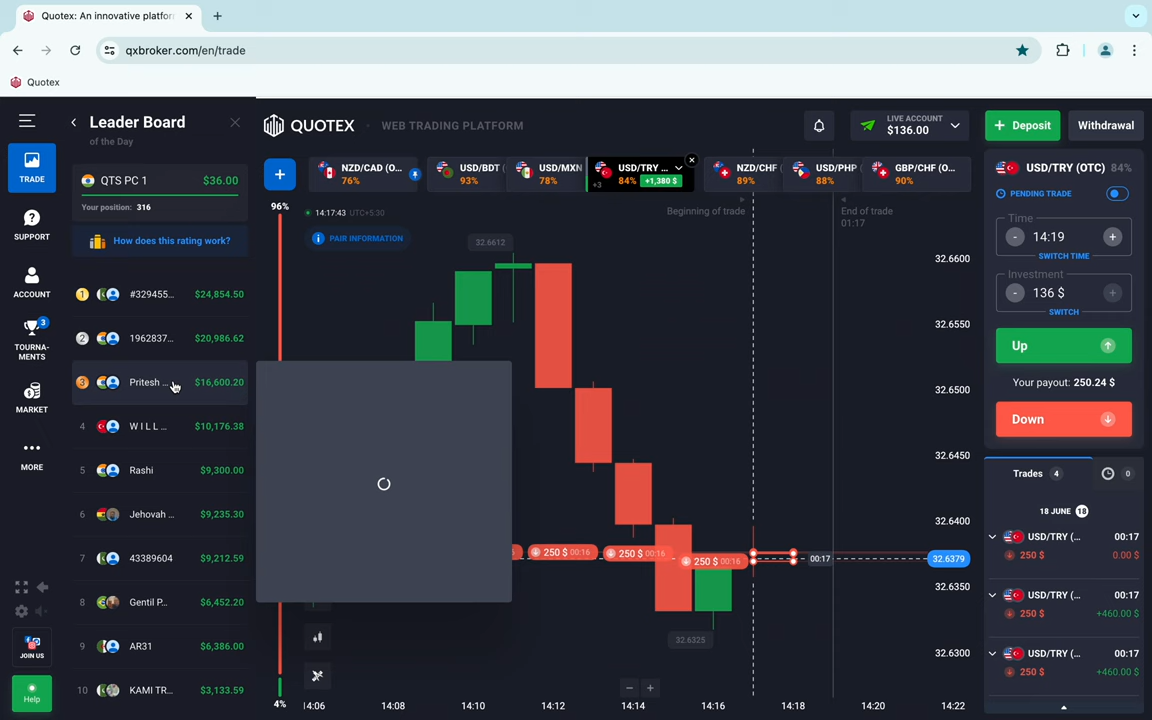 Quotex: An innovative platfor
qxbroker.com/en/trade
Quotex
Leader Board
of the Day
QTS PC 1 $36.00
Your position: 316
How does this rating work?
1 #329455... $24,854.50
2 1962837... $20,986.62
3 Pritesh ... $16,600.20
4 W I L L ... $10,176.38
5 Rashi $9,300.00
6 Jehovah ... $9,235.30
7 43389604 $9,212.59
8 Gentil P... $6,452.20
9 AR31 $6,386.00
10 KAMI TR... $3,133.59
TRADE
SUPPORT
ACCOUNT
3
TOURNA-
MENTS
MARKET
MORE
JOIN US
Help
QUOTEX
WEB TRADING PLATFORM
LIVE ACCOUNT
$136.00
+ Deposit
Withdrawal
+
NZD/CAD (O...
76%
USD/BDT (
93%
USD/MXN
78%
USD/TRY ...
+3 84% +1,380 $
NZD/CHF (
89%
USD/PHP (
88%
GBP/CHF (O...
90%
96%
14:17:43 UTC+5:30
PAIR INFORMATION
Beginning of trade
End of trade
01:17
32.6612
32.6600
32.6550
32.6500
32.6450
32.6400
32.6379
32.6350
32.6300
250 $ 00:16
250 $ 00:16
250 $ 00:16
00:17
32.6325
4%
14:06 14:08 14:10 14:12 14:14 14:16 14:18 14:20 14:22
USD/TRY (OTC) 84%
PENDING TRADE
Time
- 14:19 +
SWITCH TIME
Investment
- 136 $ +
SWITCH
Up
Your payout: 250.24 $
Down
Trades 4 0
18 JUNE 18
USD/TRY (... 00:17
250 $ 0.00 $
USD/TRY (... 00:17
250 $ +460.00 $
USD/TRY (... 00:17
250 $ +460.00 $